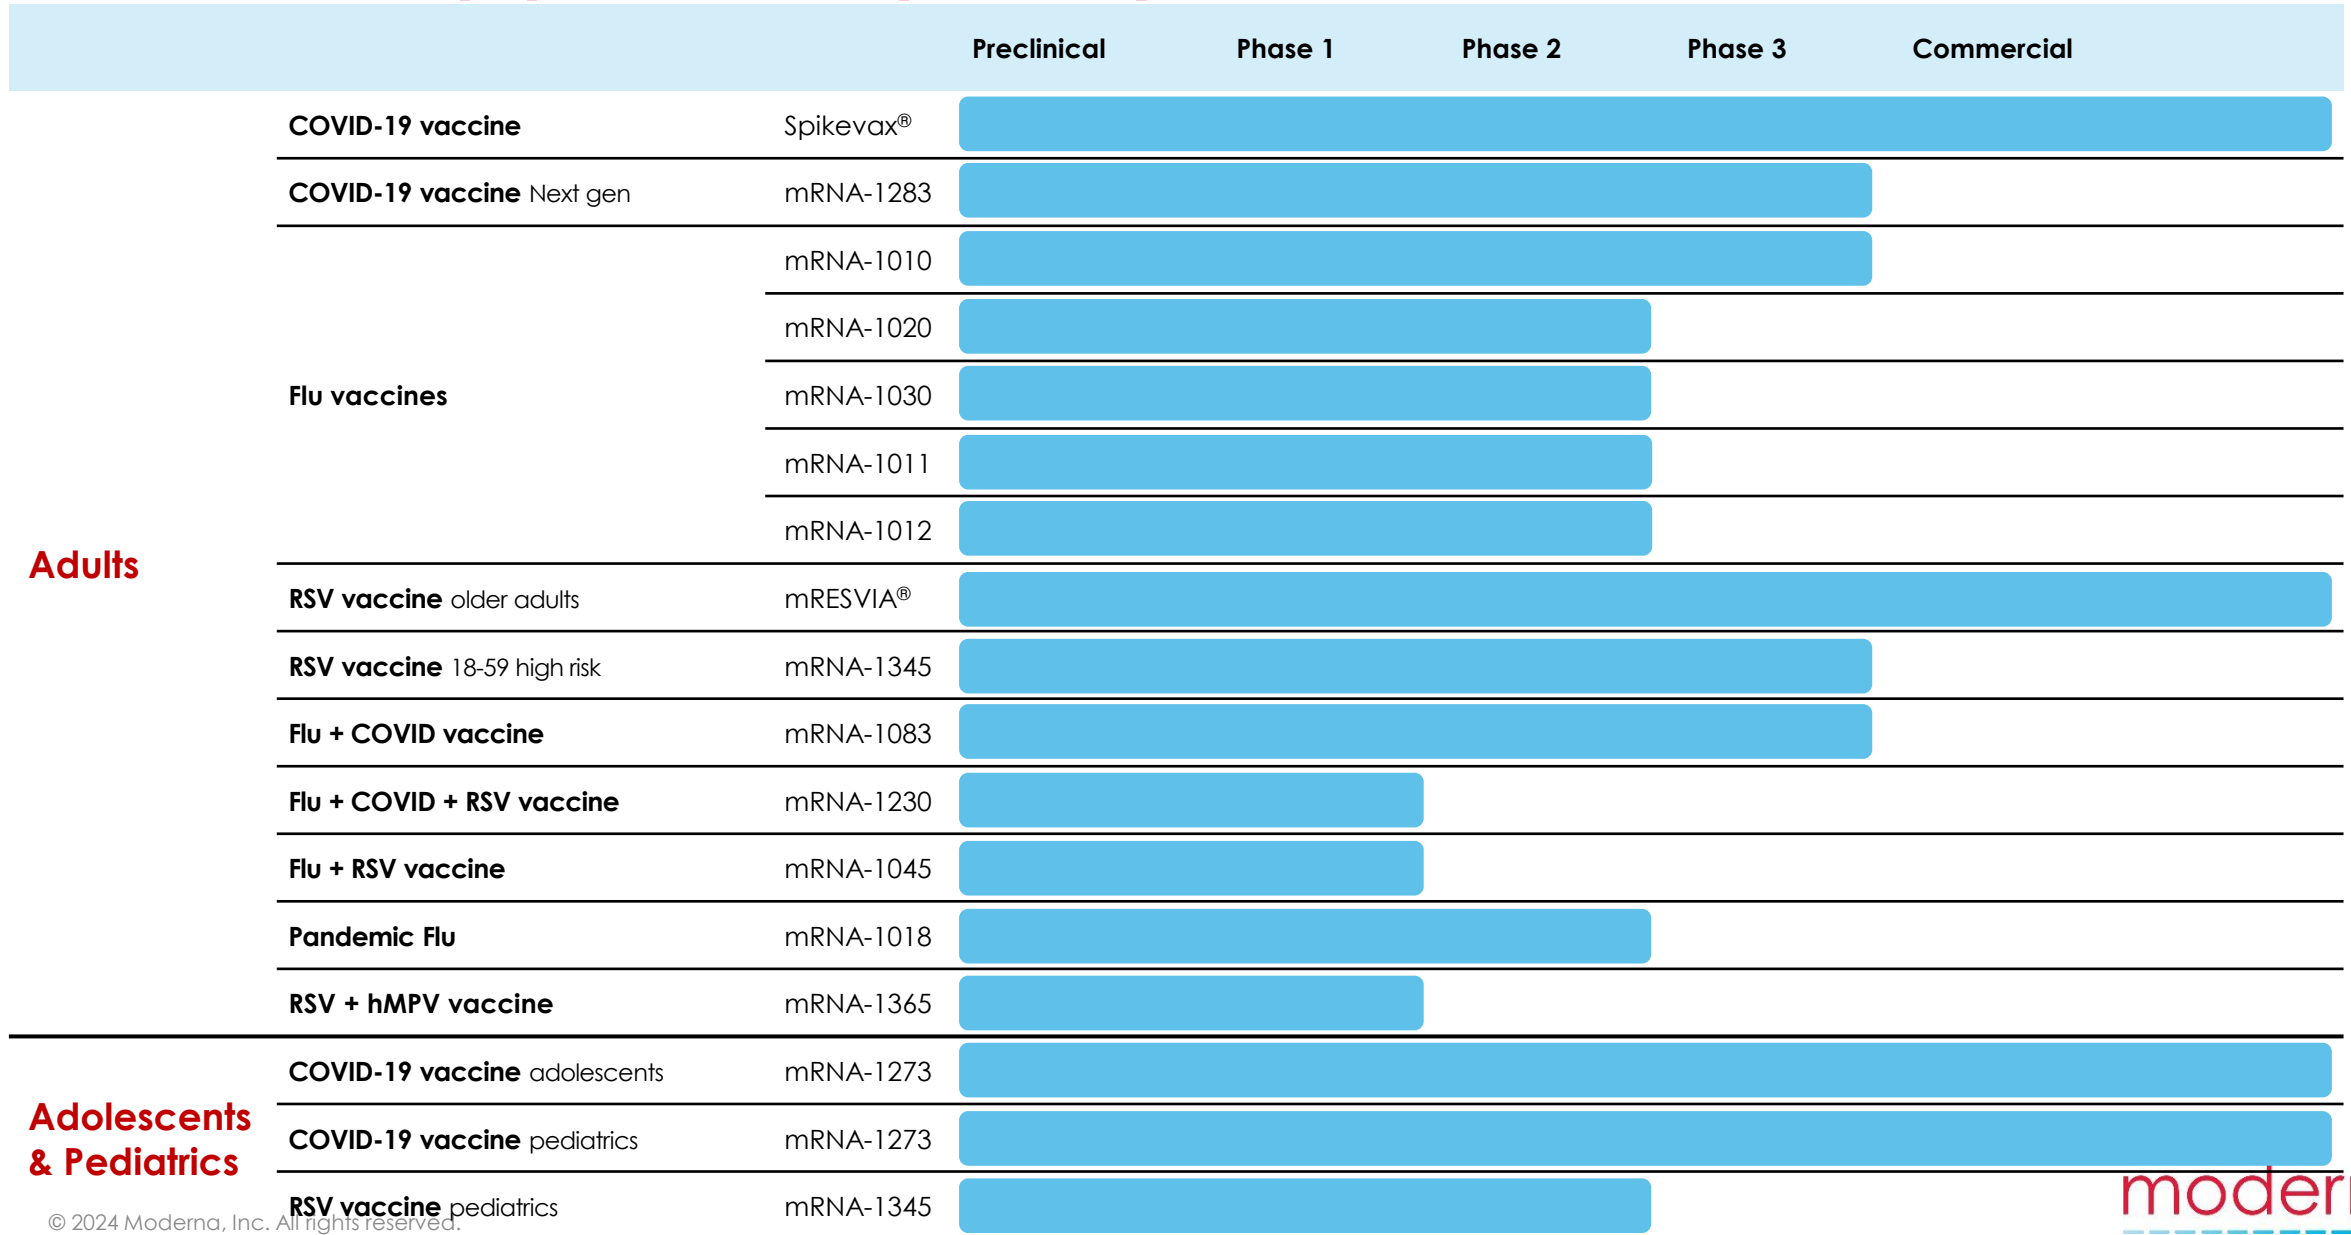 Preclinical Phase 1 Phase 2 Phase 3 Commercial
COVID-19 vaccine Spikevax®
COVID-19 vaccine Next gen mRNA-1283
mRNA-1010
mRNA-1020
Flu vaccines mRNA-1030
mRNA-1011
mRNA-1012
Adults
RSV vaccine older adults mRESVIA®
RSV vaccine 18-59 high risk mRNA-1345
Flu + COVID vaccine mRNA-1083
Flu + COVID + RSV vaccine mRNA-1230
Flu + RSV vaccine mRNA-1045
Pandemic Flu mRNA-1018
RSV + hMPV vaccine mRNA-1365
COVID-19 vaccine adolescents mRNA-1273
Adolescents
& Pediatrics
COVID-19 vaccine pediatrics mRNA-1273
RSV vaccine pediatrics mRNA-1345
© 2024 Moderna, Inc. All rights reserved.
moder